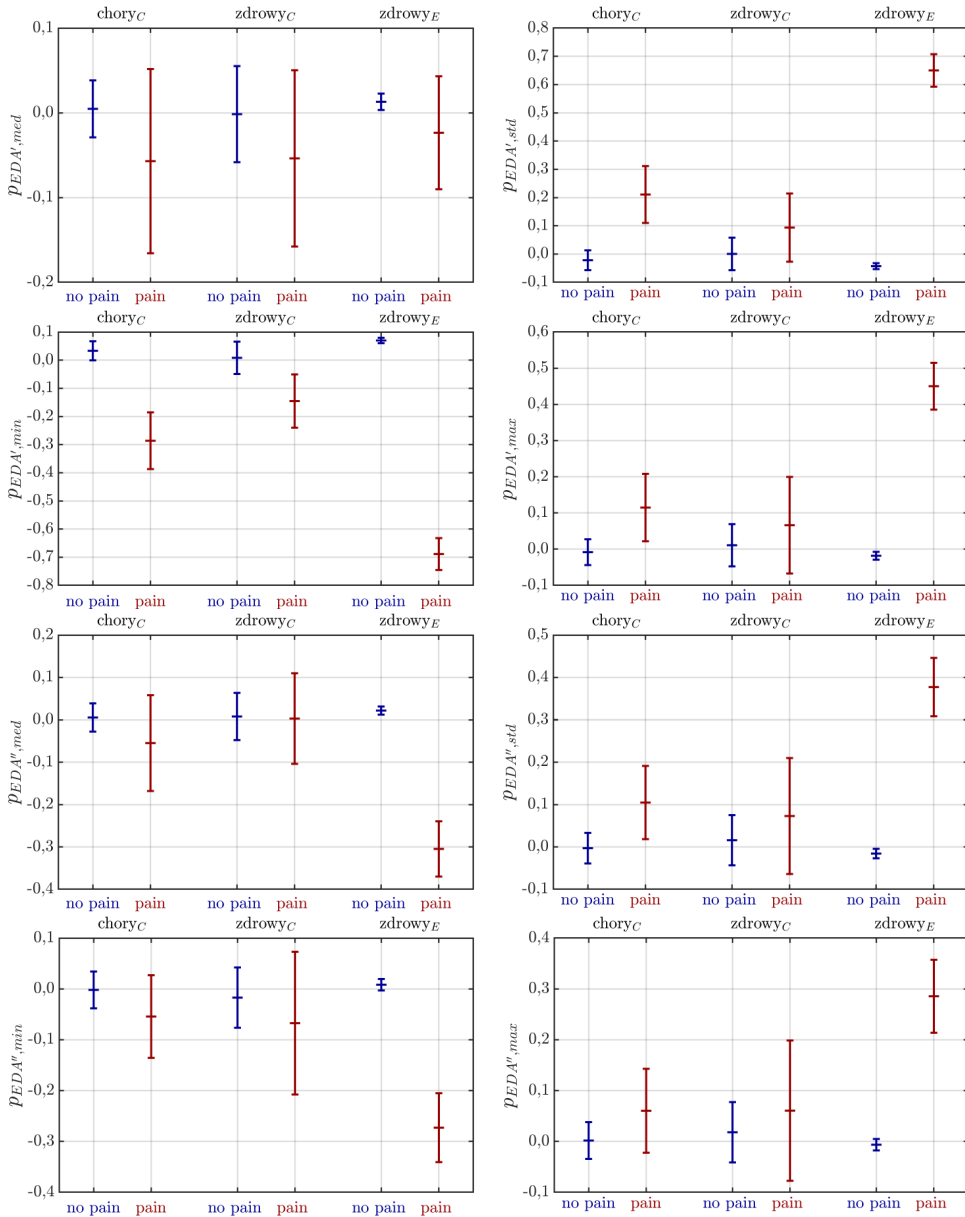 chory_C zdrowy_C zdrowy_E
0,1
0,0
-0,1
-0,2
p_EDA′,med
no pain pain no pain pain no pain pain
chory_C zdrowy_C zdrowy_E
0,8
0,7
0,6
0,5
0,4
0,3
0,2
0,1
0,0
-0,1
p_EDA′,std
no pain pain no pain pain no pain pain
chory_C zdrowy_C zdrowy_E
0,1
0,0
-0,1
-0,2
-0,3
-0,4
-0,5
-0,6
-0,7
-0,8
p_EDA′,min
no pain pain no pain pain no pain pain
chory_C zdrowy_C zdrowy_E
0,6
0,5
0,4
0,3
0,2
0,1
0,0
-0,1
p_EDA′,max
no pain pain no pain pain no pain pain
chory_C zdrowy_C zdrowy_E
0,2
0,1
0,0
-0,1
-0,2
-0,3
-0,4
p_EDA″,med
no pain pain no pain pain no pain pain
chory_C zdrowy_C zdrowy_E
0,5
0,4
0,3
0,2
0,1
0,0
-0,1
p_EDA″,std
no pain pain no pain pain no pain pain
chory_C zdrowy_C zdrowy_E
0,1
0,0
-0,1
-0,2
-0,3
-0,4
p_EDA″,min
no pain pain no pain pain no pain pain
chory_C zdrowy_C zdrowy_E
0,4
0,3
0,2
0,1
0,0
-0,1
p_EDA″,max
no pain pain no pain pain no pain pain